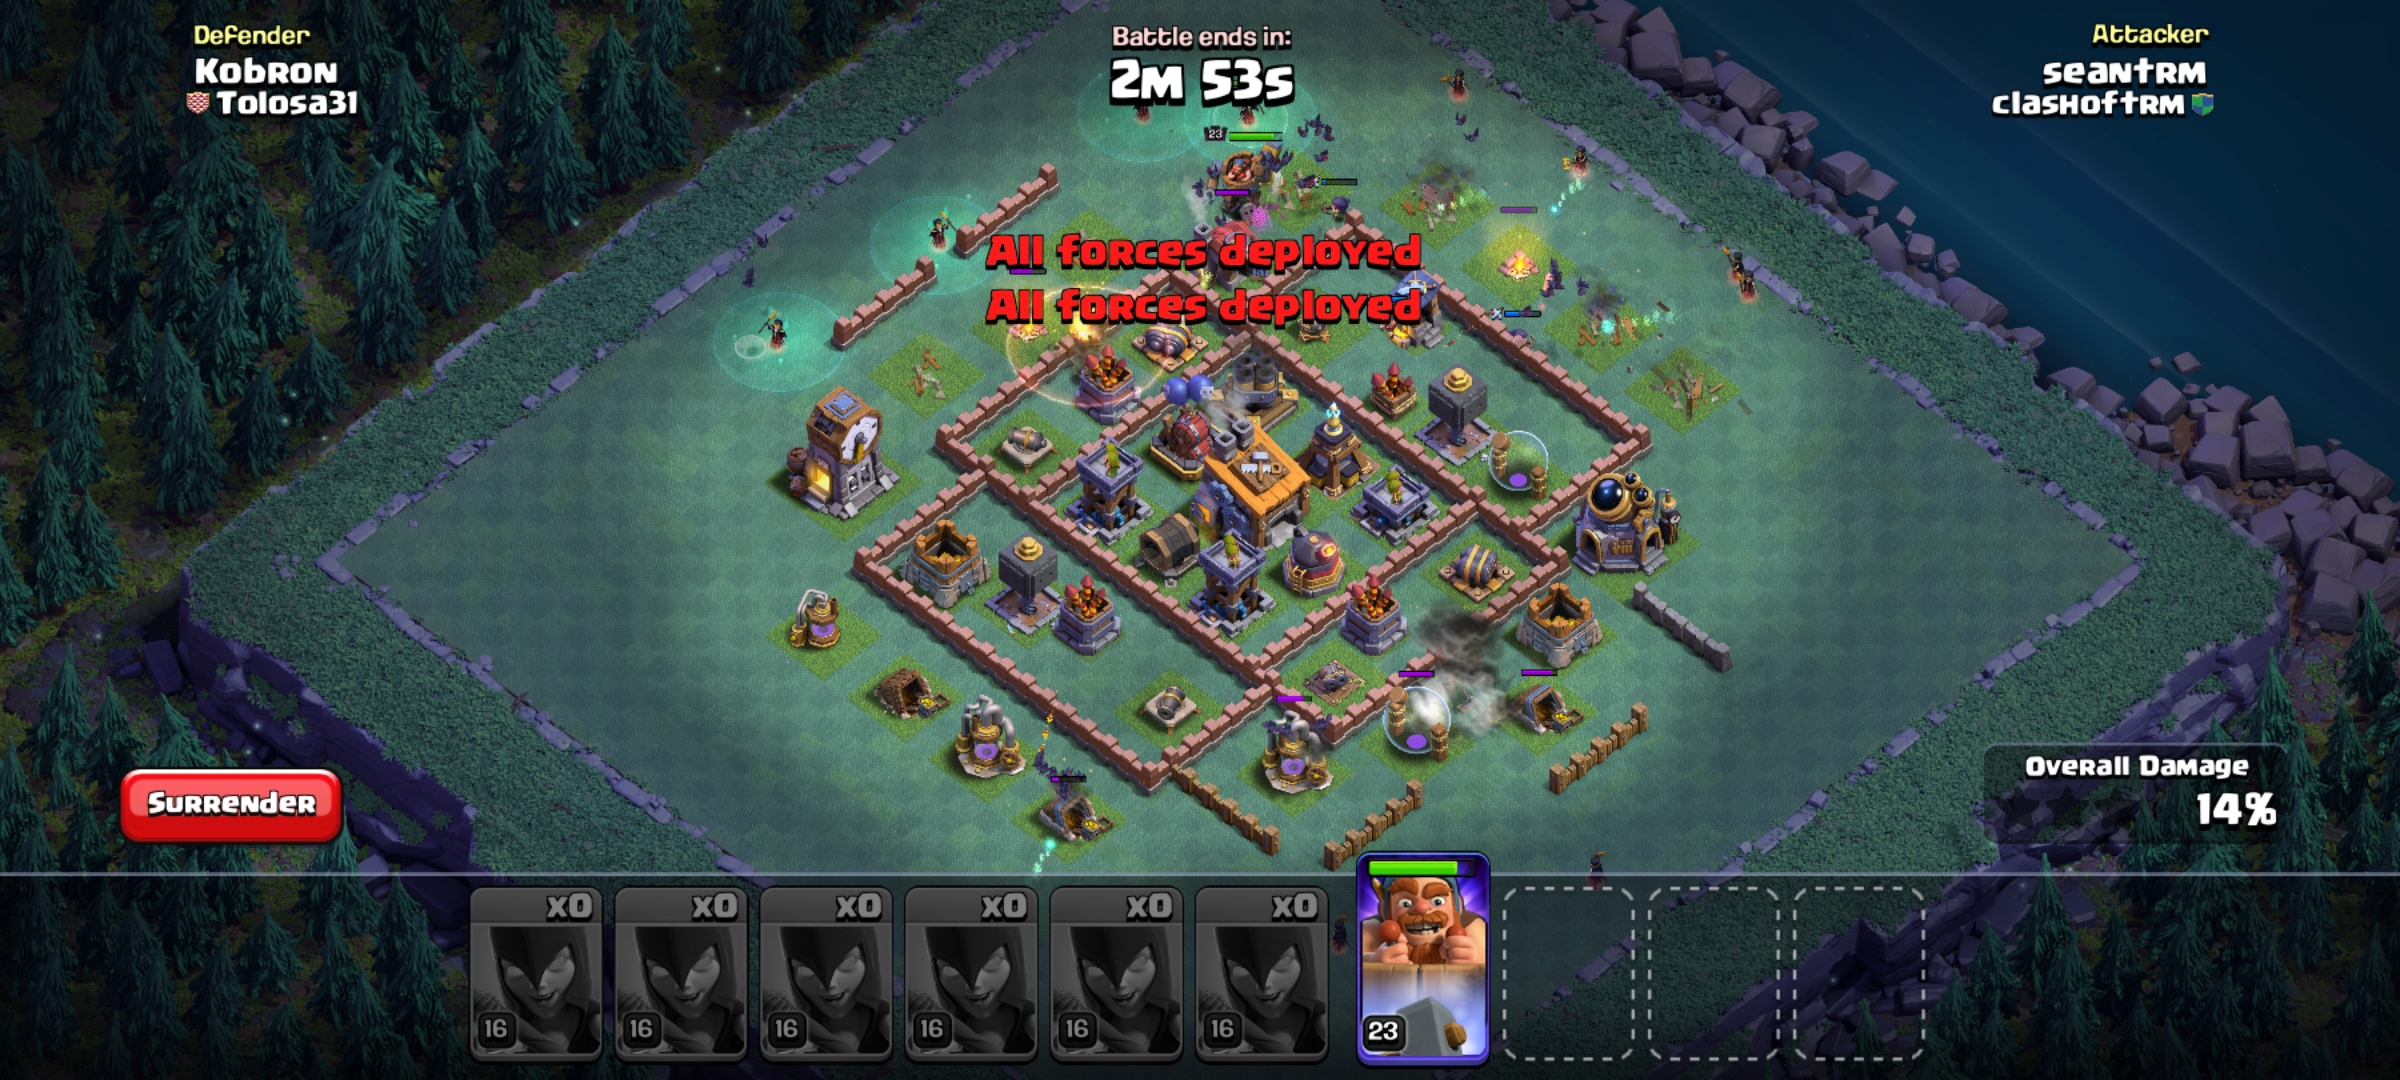 Defender
KobRON
Tolosa31
Battle ends in:
2M 53s
Attacker
seantRM
clashoftRM
23
All forces deployed
All forces deployed
Surrender
Overall Damage
14%
x0
x0
x0
x0
x0
x0
16
16
16
16
16
16
23